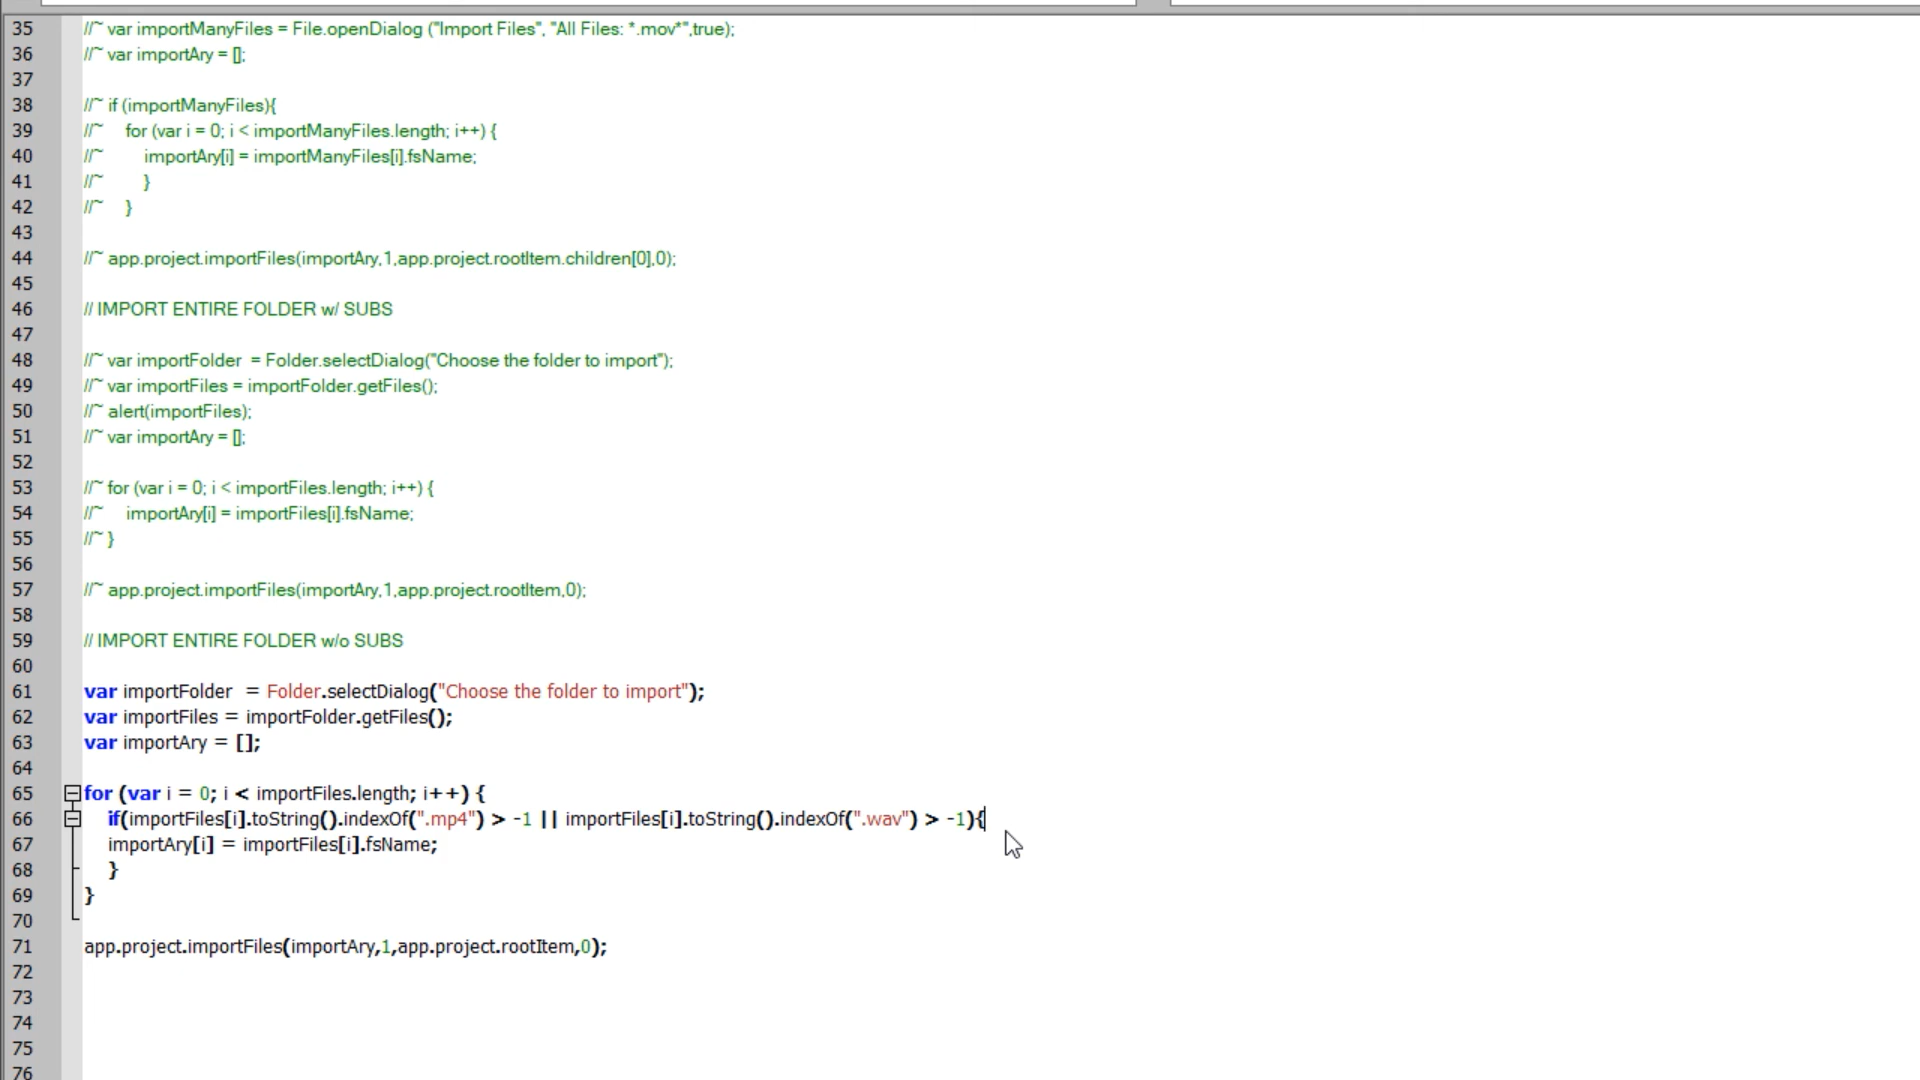 35 //~ var importManyFiles = File.openDialog ("Import Files", "All Files: *.mov*",true);
36 //~ var importAry = [];
37
38 //~ if (importManyFiles){
39 //~ for (var i = 0; i < importManyFiles.length; i++) {
40 //~ importAry[i] = importManyFiles[i].fsName;
41 //~ }
42 //~ }
43
44 //~ app.project.importFiles(importAry,1,app.project.rootItem.children[0],0);
45
46 // IMPORT ENTIRE FOLDER w/ SUBS
47
48 //~ var importFolder = Folder.selectDialog("Choose the folder to import");
49 //~ var importFiles = importFolder.getFiles();
50 //~ alert(importFiles);
51 //~ var importAry = [];
52
53 //~ for (var i = 0; i < importFiles.length; i++) {
54 //~ importAry[i] = importFiles[i].fsName;
55 //~ }
56
57 //~ app.project.importFiles(importAry,1,app.project.rootItem,0);
58
59 // IMPORT ENTIRE FOLDER w/o SUBS
60
61 var importFolder = Folder.selectDialog("Choose the folder to import");
62 var importFiles = importFolder.getFiles();
63 var importAry = [];
64
65 for (var i = 0; i < importFiles.length; i++) {
66 if(importFiles[i].toString().indexOf(".mp4") > -1 || importFiles[i].toString().indexOf(".wav") > -1){
67 importAry[i] = importFiles[i].fsName;
68 }
69 }
70
71 app.project.importFiles(importAry,1,app.project.rootItem,0);
72
73
74
75
76